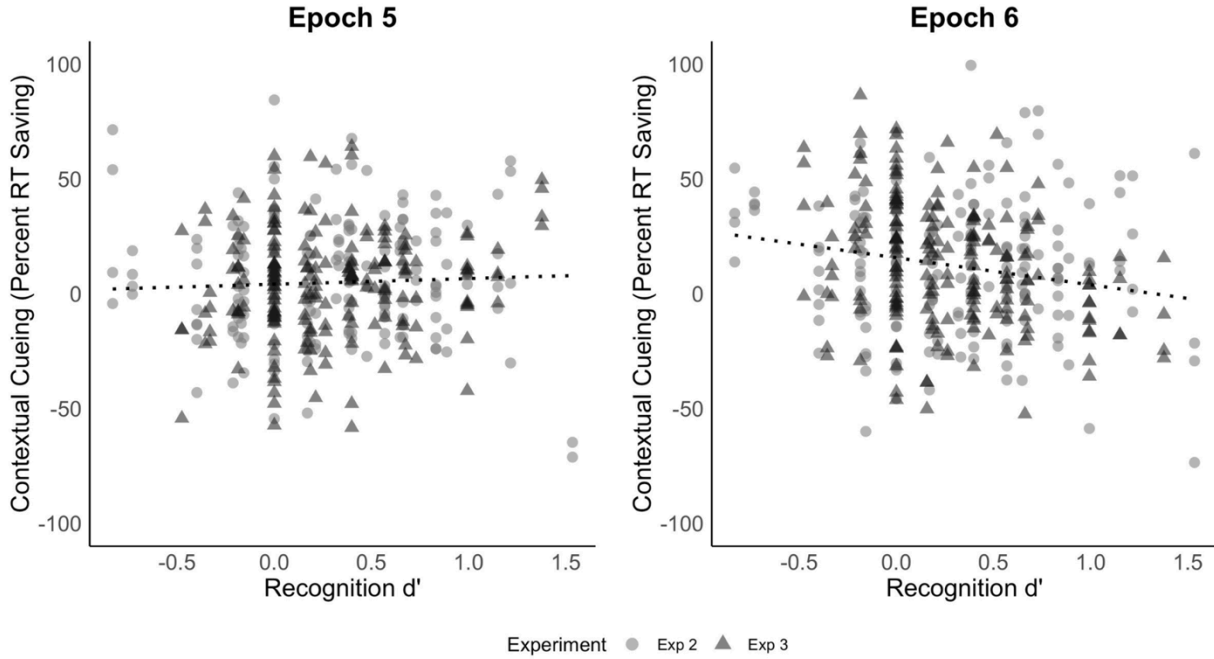 Epoch 5
Epoch 6
Contextual Cueing (Percent RT Saving)
100
50
0
-50
-100
-0.5 0.0 0.5 1.0 1.5
Recognition d'
Contextual Cueing (Percent RT Saving)
100
50
0
-50
-100
-0.5 0.0 0.5 1.0 1.5
Recognition d'
Experiment Exp 2 Exp 3